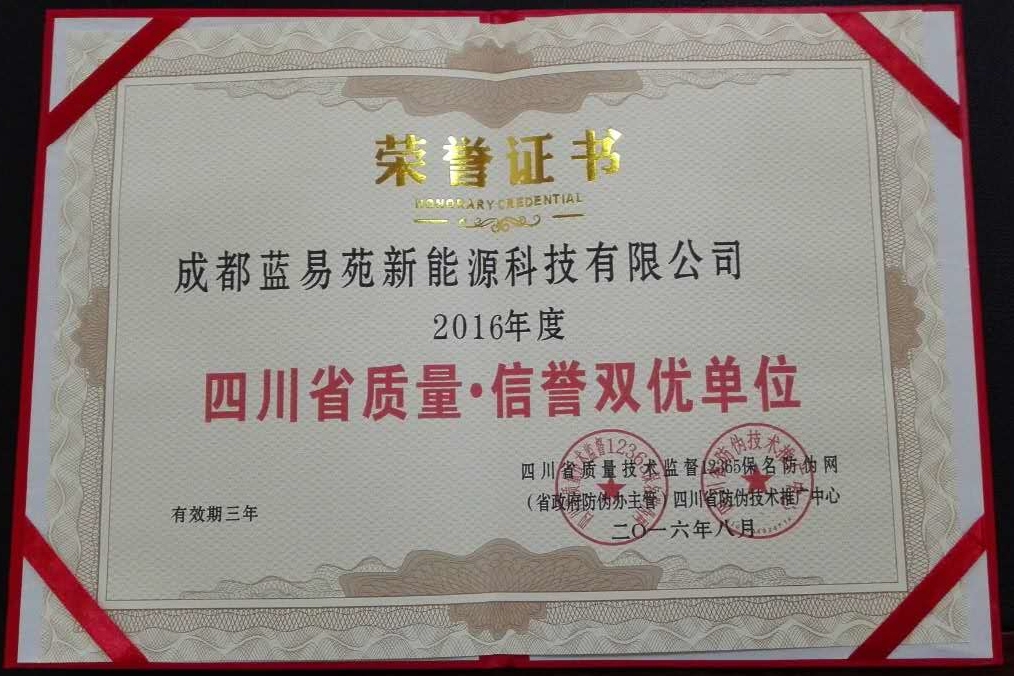 荣誉证书
HONORARY CREDENTIAL
成都蓝易苑新能源科技有限公司
2016年度
四川省质量·信誉双优单位
四川省质量技术监督12365保名防伪网
（省政府防伪办主管）四川省防伪技术推广中心
有效期三年
二〇一六年八月